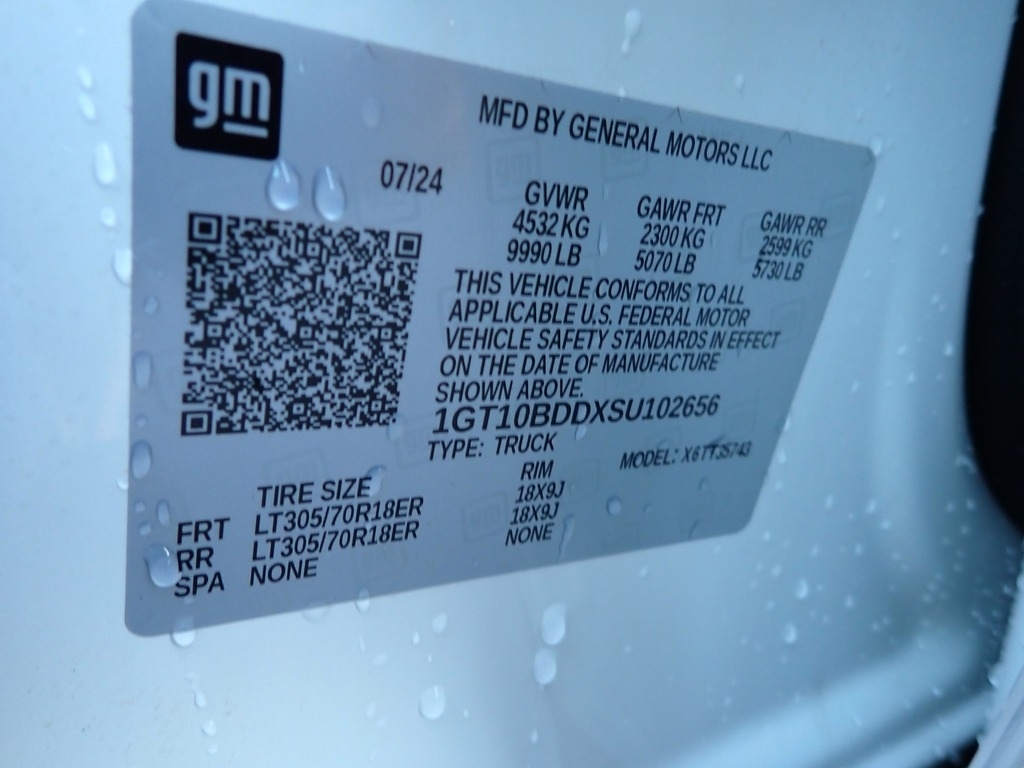 gm
MFD BY GENERAL MOTORS LLC
07/24
GVWR GAWR FRT GAWR RR
4532 KG 2300 KG 2599 KG
9990 LB 5070 LB 5730 LB
THIS VEHICLE CONFORMS TO ALL
APPLICABLE U.S. FEDERAL MOTOR
VEHICLE SAFETY STANDARDS IN EFFECT
ON THE DATE OF MANUFACTURE
SHOWN ABOVE.
1GT10BDDXSU102656
TYPE: TRUCK MODEL:
TIRE SIZE RIM
FRT LT305/70R18ER 18X9J
RR LT305/70R18ER 18X9J
SPA NONE NONE